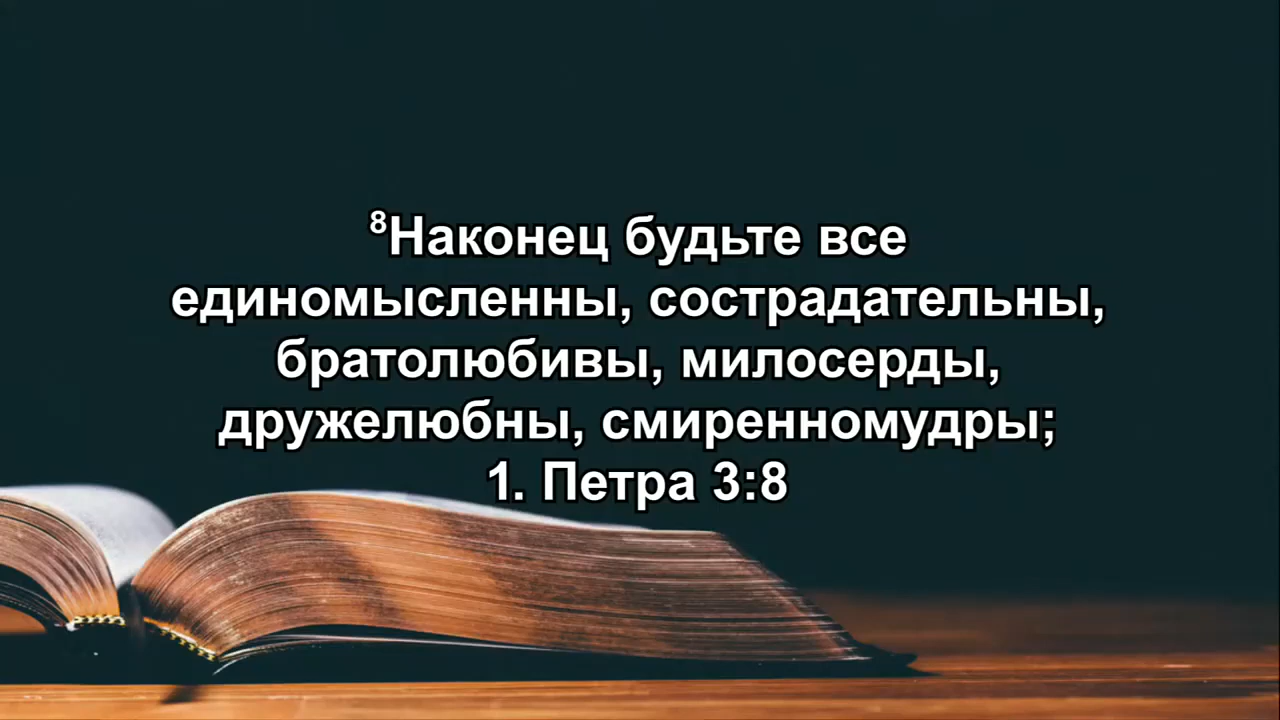 ⁸Наконец будьте все
единомысленны, сострадательны,
братолюбивы, милосерды,
дружелюбны, смиренномудры;
1. Петра 3:8